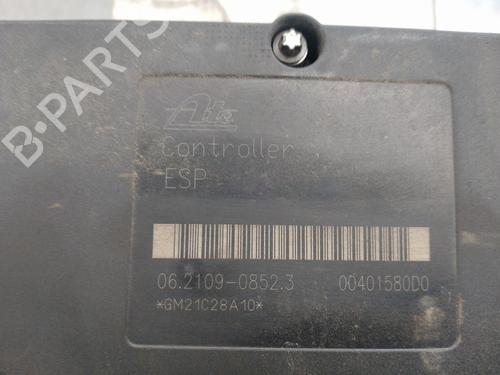 B-PARTS
Ate
Controller
ESP
06.2109-0852.3 00401580D0
*GM21C28A10*